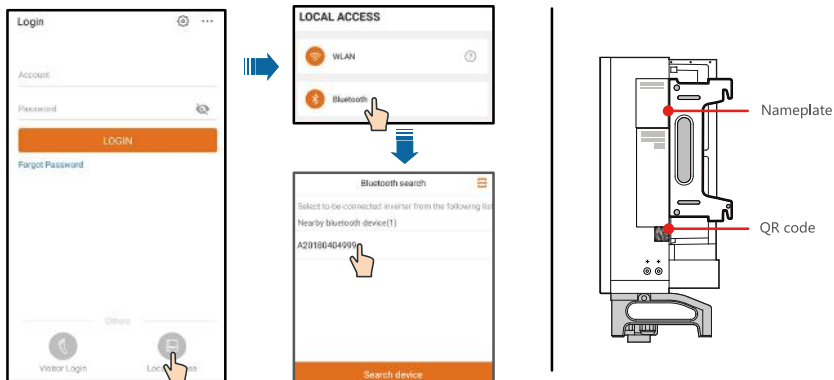 Login
Account
Password
LOGIN
Forgot Password
Others
Visitor Login
LOCAL ACCESS
WLAN
Bluetooth
Bluetooth search
Select to-be-connected inverter from the following list
Nearby bluetooth device(1)
A20180404999
Search device
Nameplate
QR code